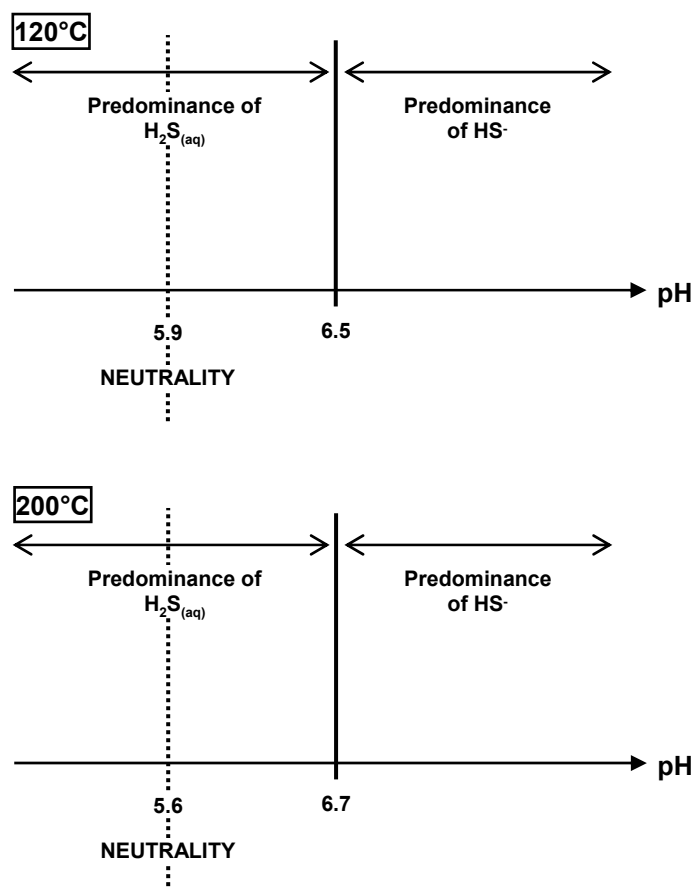 120°C
Predominance of
H₂S₍aq₎
Predominance
of HS⁻
pH
5.9
6.5
NEUTRALITY
200°C
Predominance of
H₂S₍aq₎
Predominance
of HS⁻
pH
5.6
6.7
NEUTRALITY